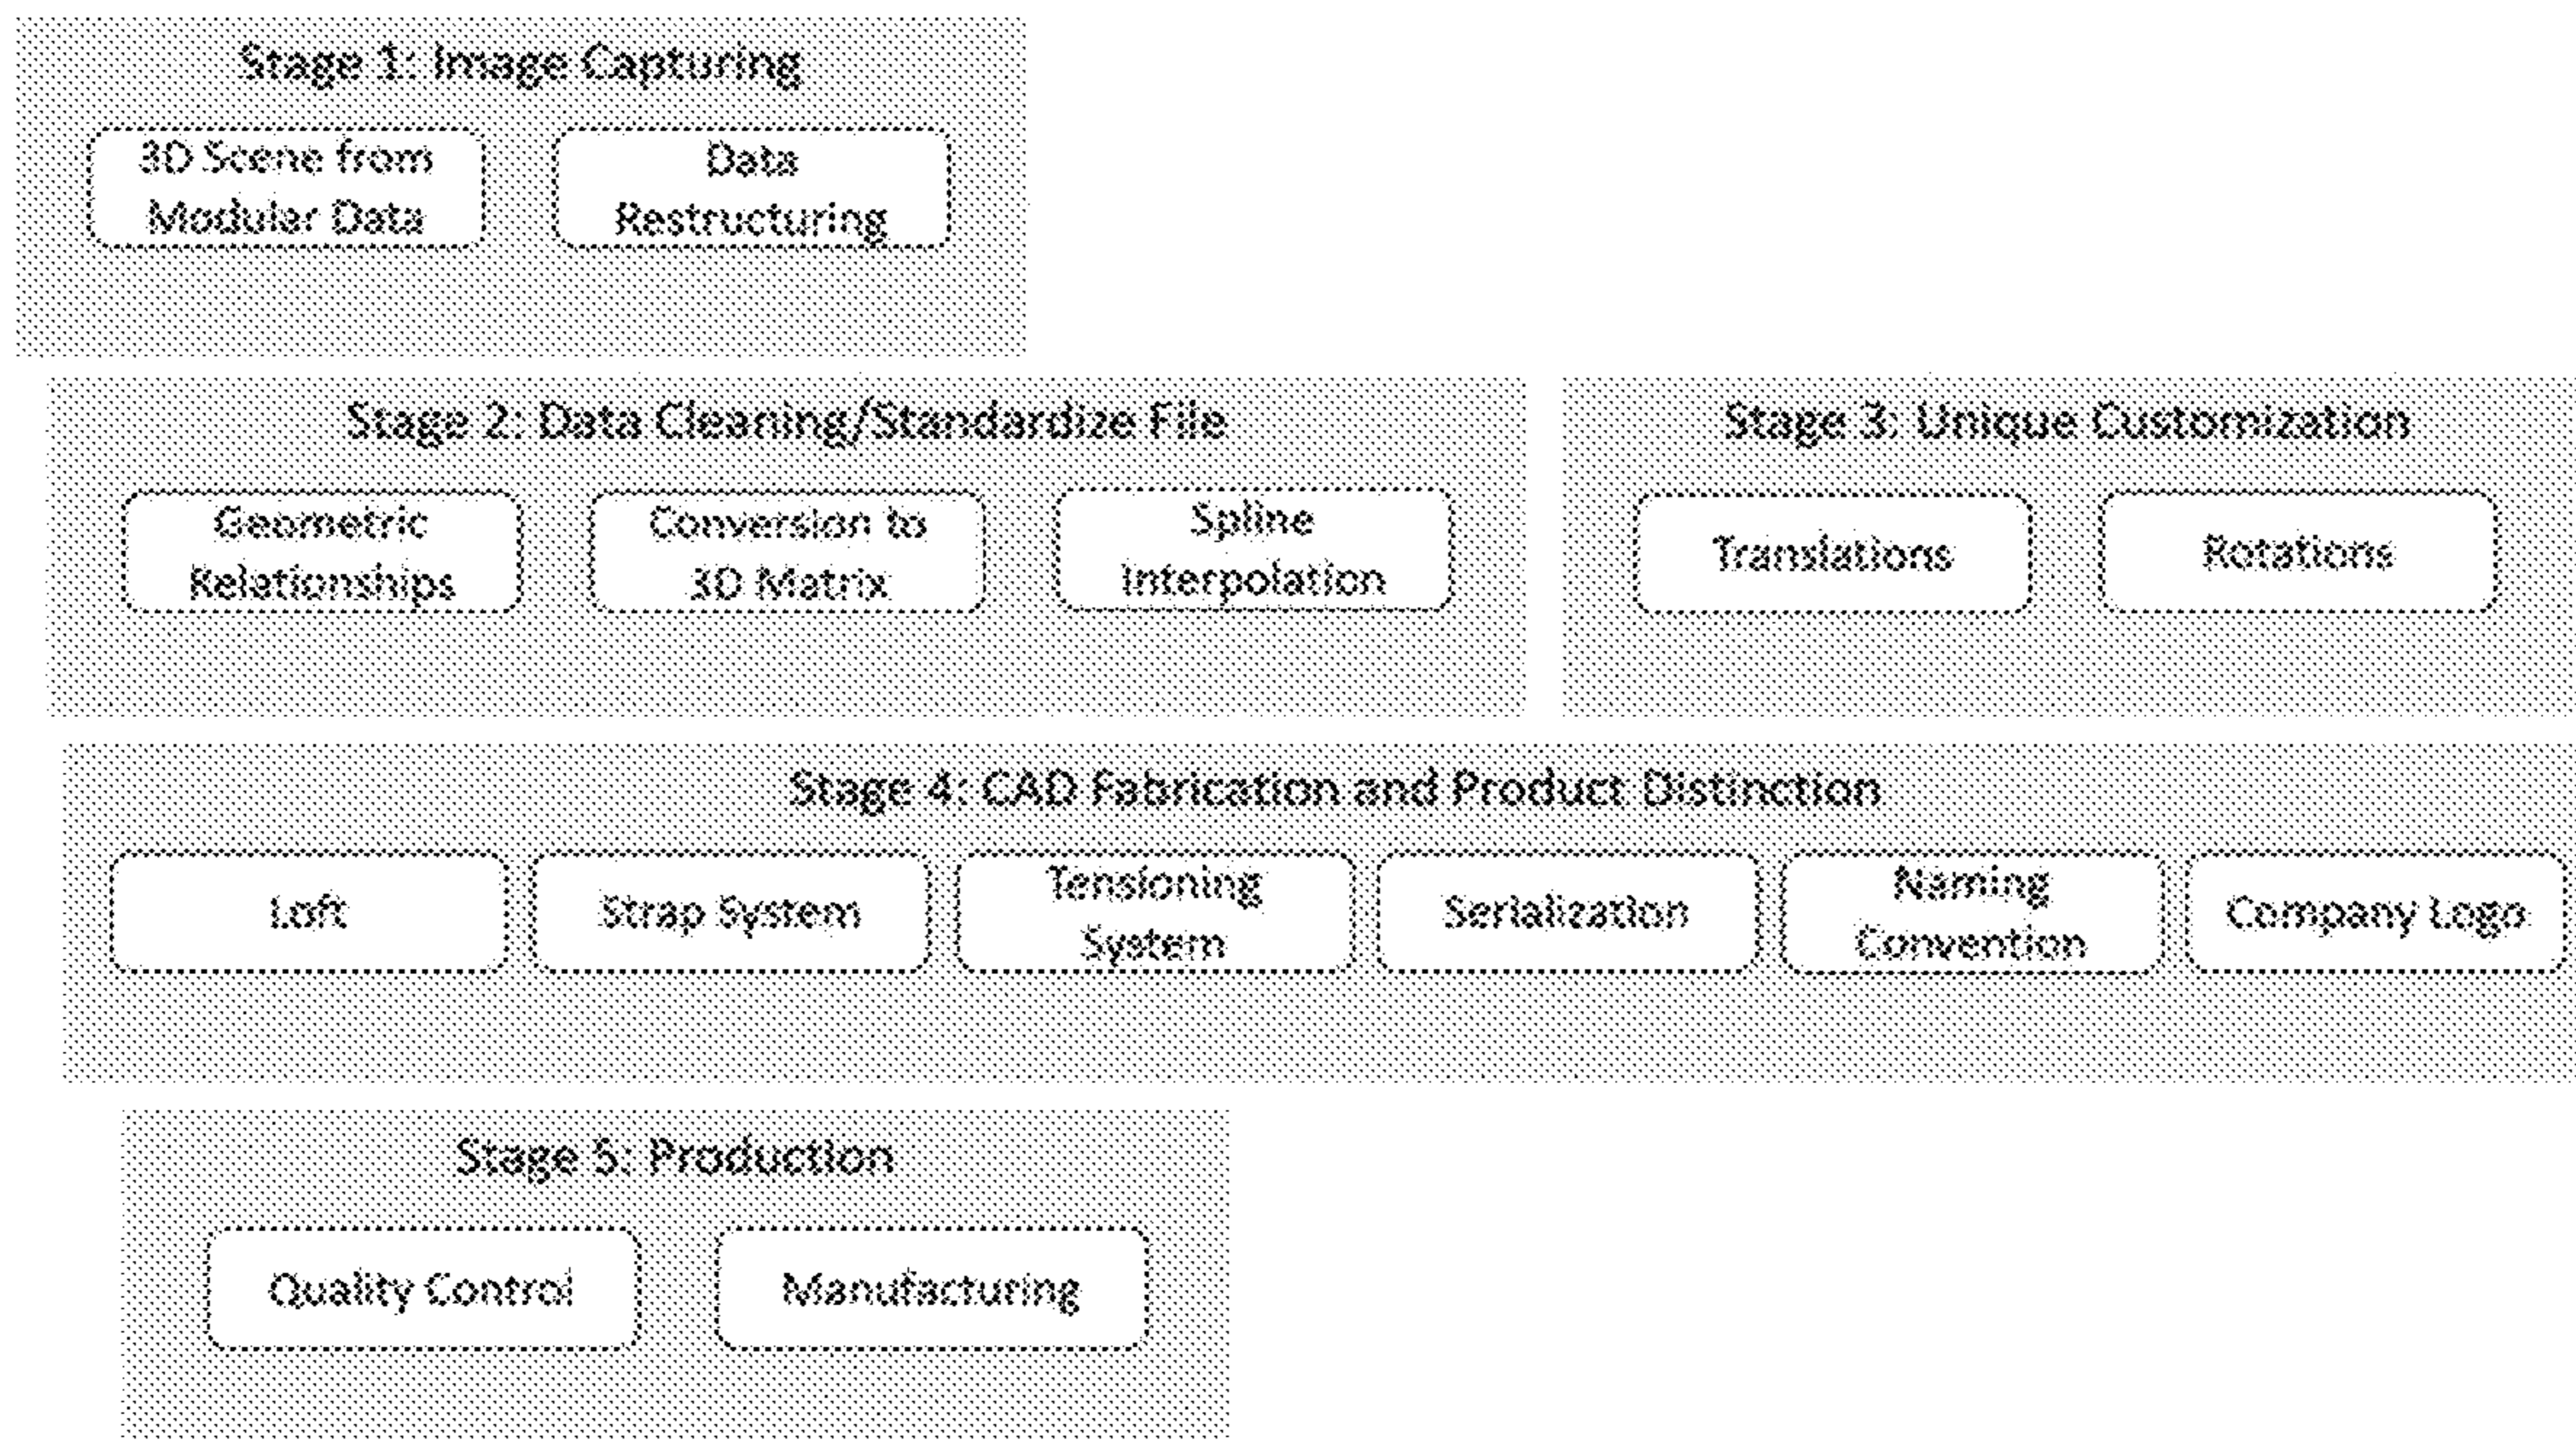 Stage 1: Image Capturing
3D Scene from
Modular Data
Data
Restructuring
Stage 2: Data Cleaning/Standardize File
Geometric
Relationships
Conversion to
3D Matrix
Spline
Interpolation
Stage 3: Unique Customization
Translations
Rotations
Stage 4: CAD Fabrication and Product Distinction
Loft
Strap System
Tensioning
System
Serialization
Naming
Convention
Company Logo
Stage 5: Production
Quality Control
Manufacturing